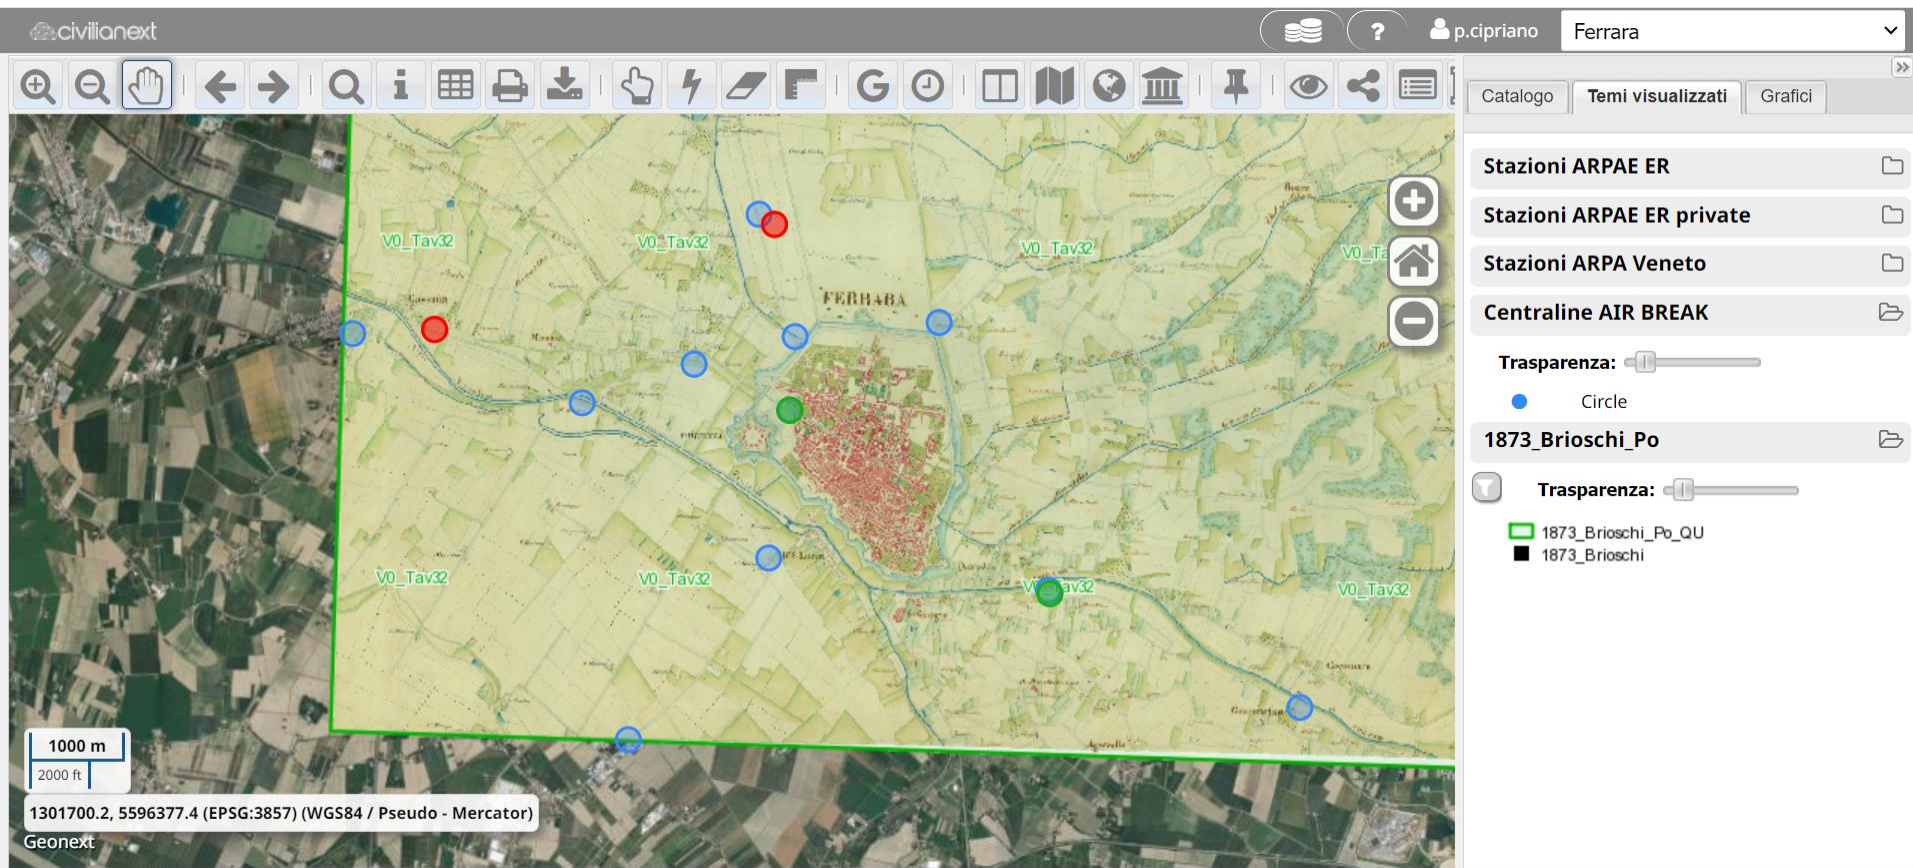 civilianext
?
p.cipriano
Ferrara
G
Catalogo
Temi visualizzati
Grafici
Stazioni ARPAE ER
Stazioni ARPAE ER private
Stazioni ARPA Veneto
Centraline AIR BREAK
Trasparenza:
Circle
1873_Brioschi_Po
Trasparenza:
1873_Brioschi_Po_QU
1873_Brioschi
V0_Tav32
V0_Tav32
V0_Tav32
V0_Ta
FERRARA
Cassana
V0_Tav32
V0_Tav32
V0_Tav32
1000 m
2000 ft
1301700.2, 5596377.4 (EPSG:3857) (WGS84 / Pseudo - Mercator)
Geonext